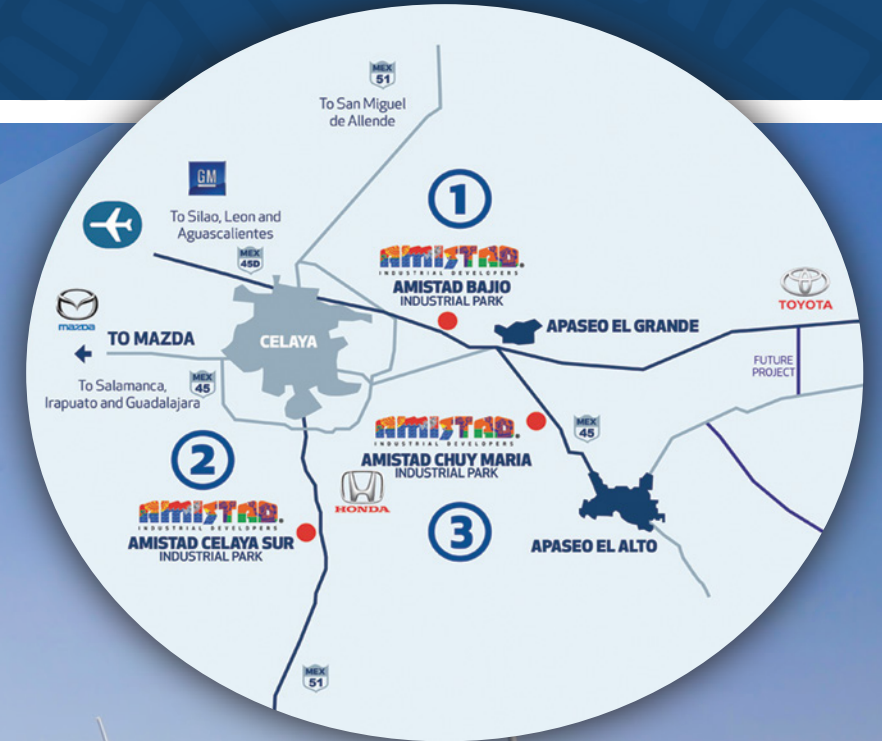 MEX
51
To San Miguel
de Allende
GM
To Silao, Leon and
Aguascalientes
MEX
45D
1
AMISTAD.
INDUSTRIAL DEVELOPERS
AMISTAD BAJIO
INDUSTRIAL PARK
mazda
TO MAZDA
CELAYA
APASEO EL GRANDE
TOYOTA
FUTURE
PROJECT
To Salamanca,
Irapuato and Guadalajara
MEX
45
AMISTAD.
INDUSTRIAL DEVELOPERS
AMISTAD CHUY MARIA
INDUSTRIAL PARK
MEX
45
2
AMISTAD.
INDUSTRIAL DEVELOPERS
AMISTAD CELAYA SUR
INDUSTRIAL PARK
HONDA
3
APASEO EL ALTO
MEX
51